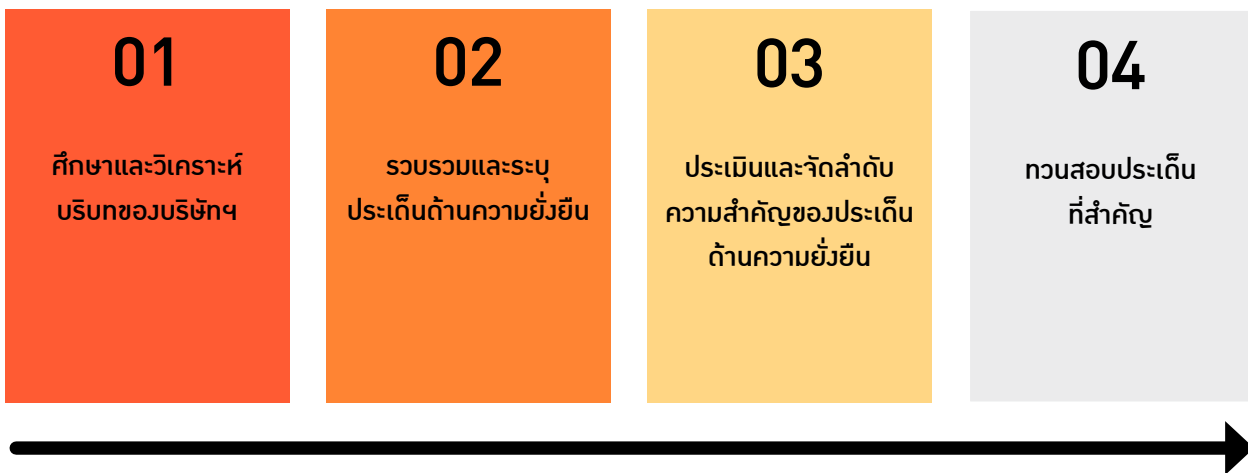 01
ศึกษาและวิเคราะห์
บริบทของบริษัทฯ
02
รวบรวมและระบุ
ประเด็นด้านความยั่งยืน
03
ประเมินและจัดลำดับ
ความสำคัญของประเด็น
ด้านความยั่งยืน
04
ทวนสอบประเด็น
ที่สำคัญ